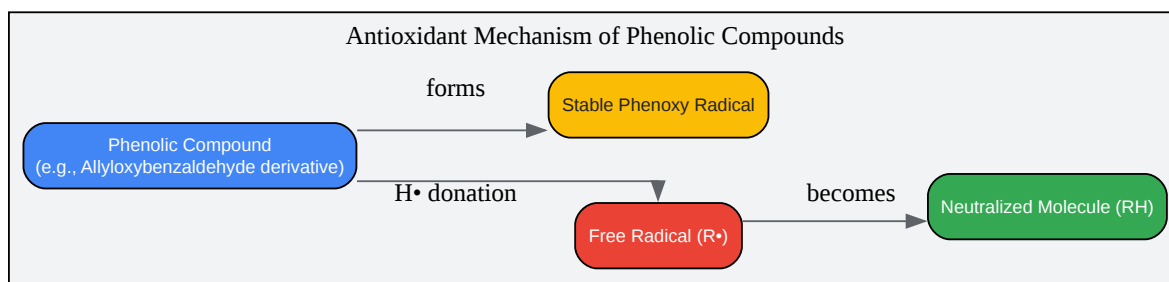 Antioxidant Mechanism of Phenolic Compounds
forms
Stable Phenoxy Radical
Phenolic Compound
(e.g., Allyloxybenzaldehyde derivative)
H• donation
becomes
Neutralized Molecule (RH)
Free Radical (R•)